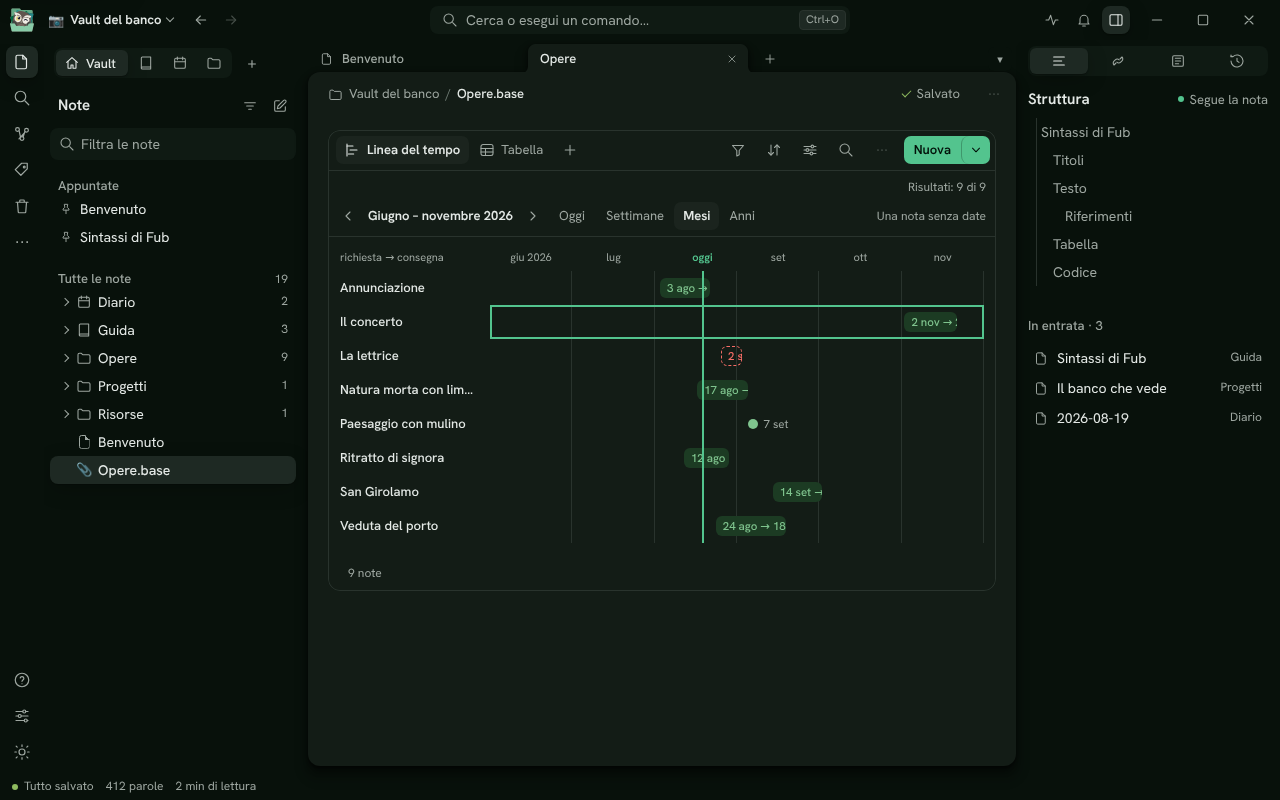 Vault del banco
Cerca o esegui un comando…
Ctrl+O
Vault
Benvenuto
Opere
Note
Filtra le note
Appuntate
Benvenuto
Sintassi di Fub
Tutte le note 19
Diario 2
Guida 3
Opere 9
Progetti 1
Risorse 1
Benvenuto
Opere.base
Vault del banco / Opere.base
Salvato
Linea del tempo
Tabella
Nuova
Risultati: 9 di 9
Giugno – novembre 2026
Oggi
Settimane
Mesi
Anni
Una nota senza date
richiesta → consegna
giu 2026 lug oggi set ott nov
Annunciazione 3 ago →
Il concerto 2 nov →
La lettrice 2
Natura morta con lim… 17 ago
Paesaggio con mulino 7 set
Ritratto di signora 12 ago
San Girolamo 14 set →
Veduta del porto 24 ago → 18
9 note
Struttura
Segue la nota
Sintassi di Fub
Titoli
Testo
Riferimenti
Tabella
Codice
In entrata · 3
Sintassi di Fub Guida
Il banco che vede Progetti
2026-08-19 Diario
Tutto salvato 412 parole 2 min di lettura